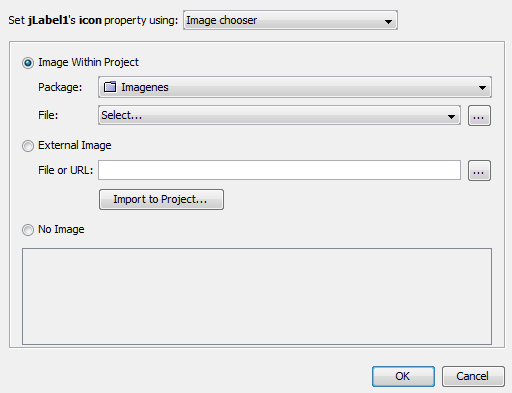 Set jLabel1's icon property using: Image chooser
Image Within Project
Package: Imagenes
File: Select... ...
External Image
File or URL: ...
Import to Project...
No Image
OK Cancel